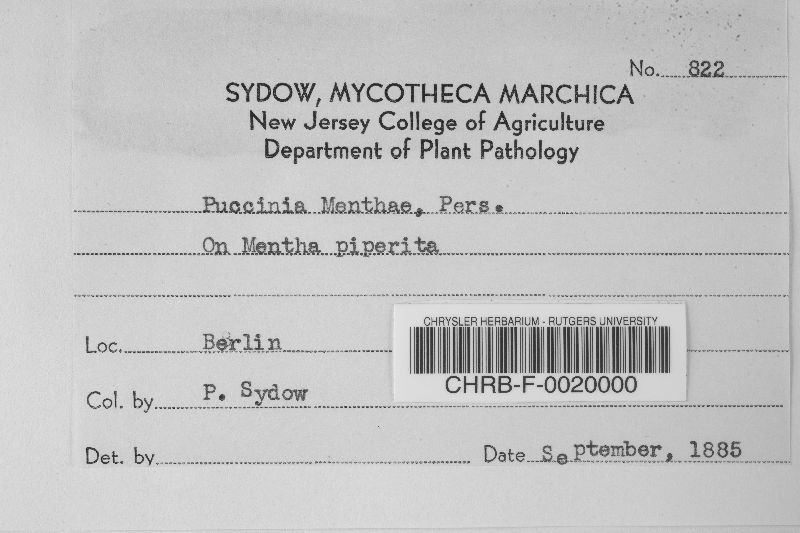 No. 822
SYDOW, MYCOTHECA MARCHICA
New Jersey College of Agriculture
Department of Plant Pathology
Puccinia Menthae, Pers.
On Mentha piperita
Loc. Berlin
CHRYSLER HERBARIUM - RUTGERS UNIVERSITY
CHRB-F-0020000
Col. by P. Sydow
Det. by
Date September, 1885